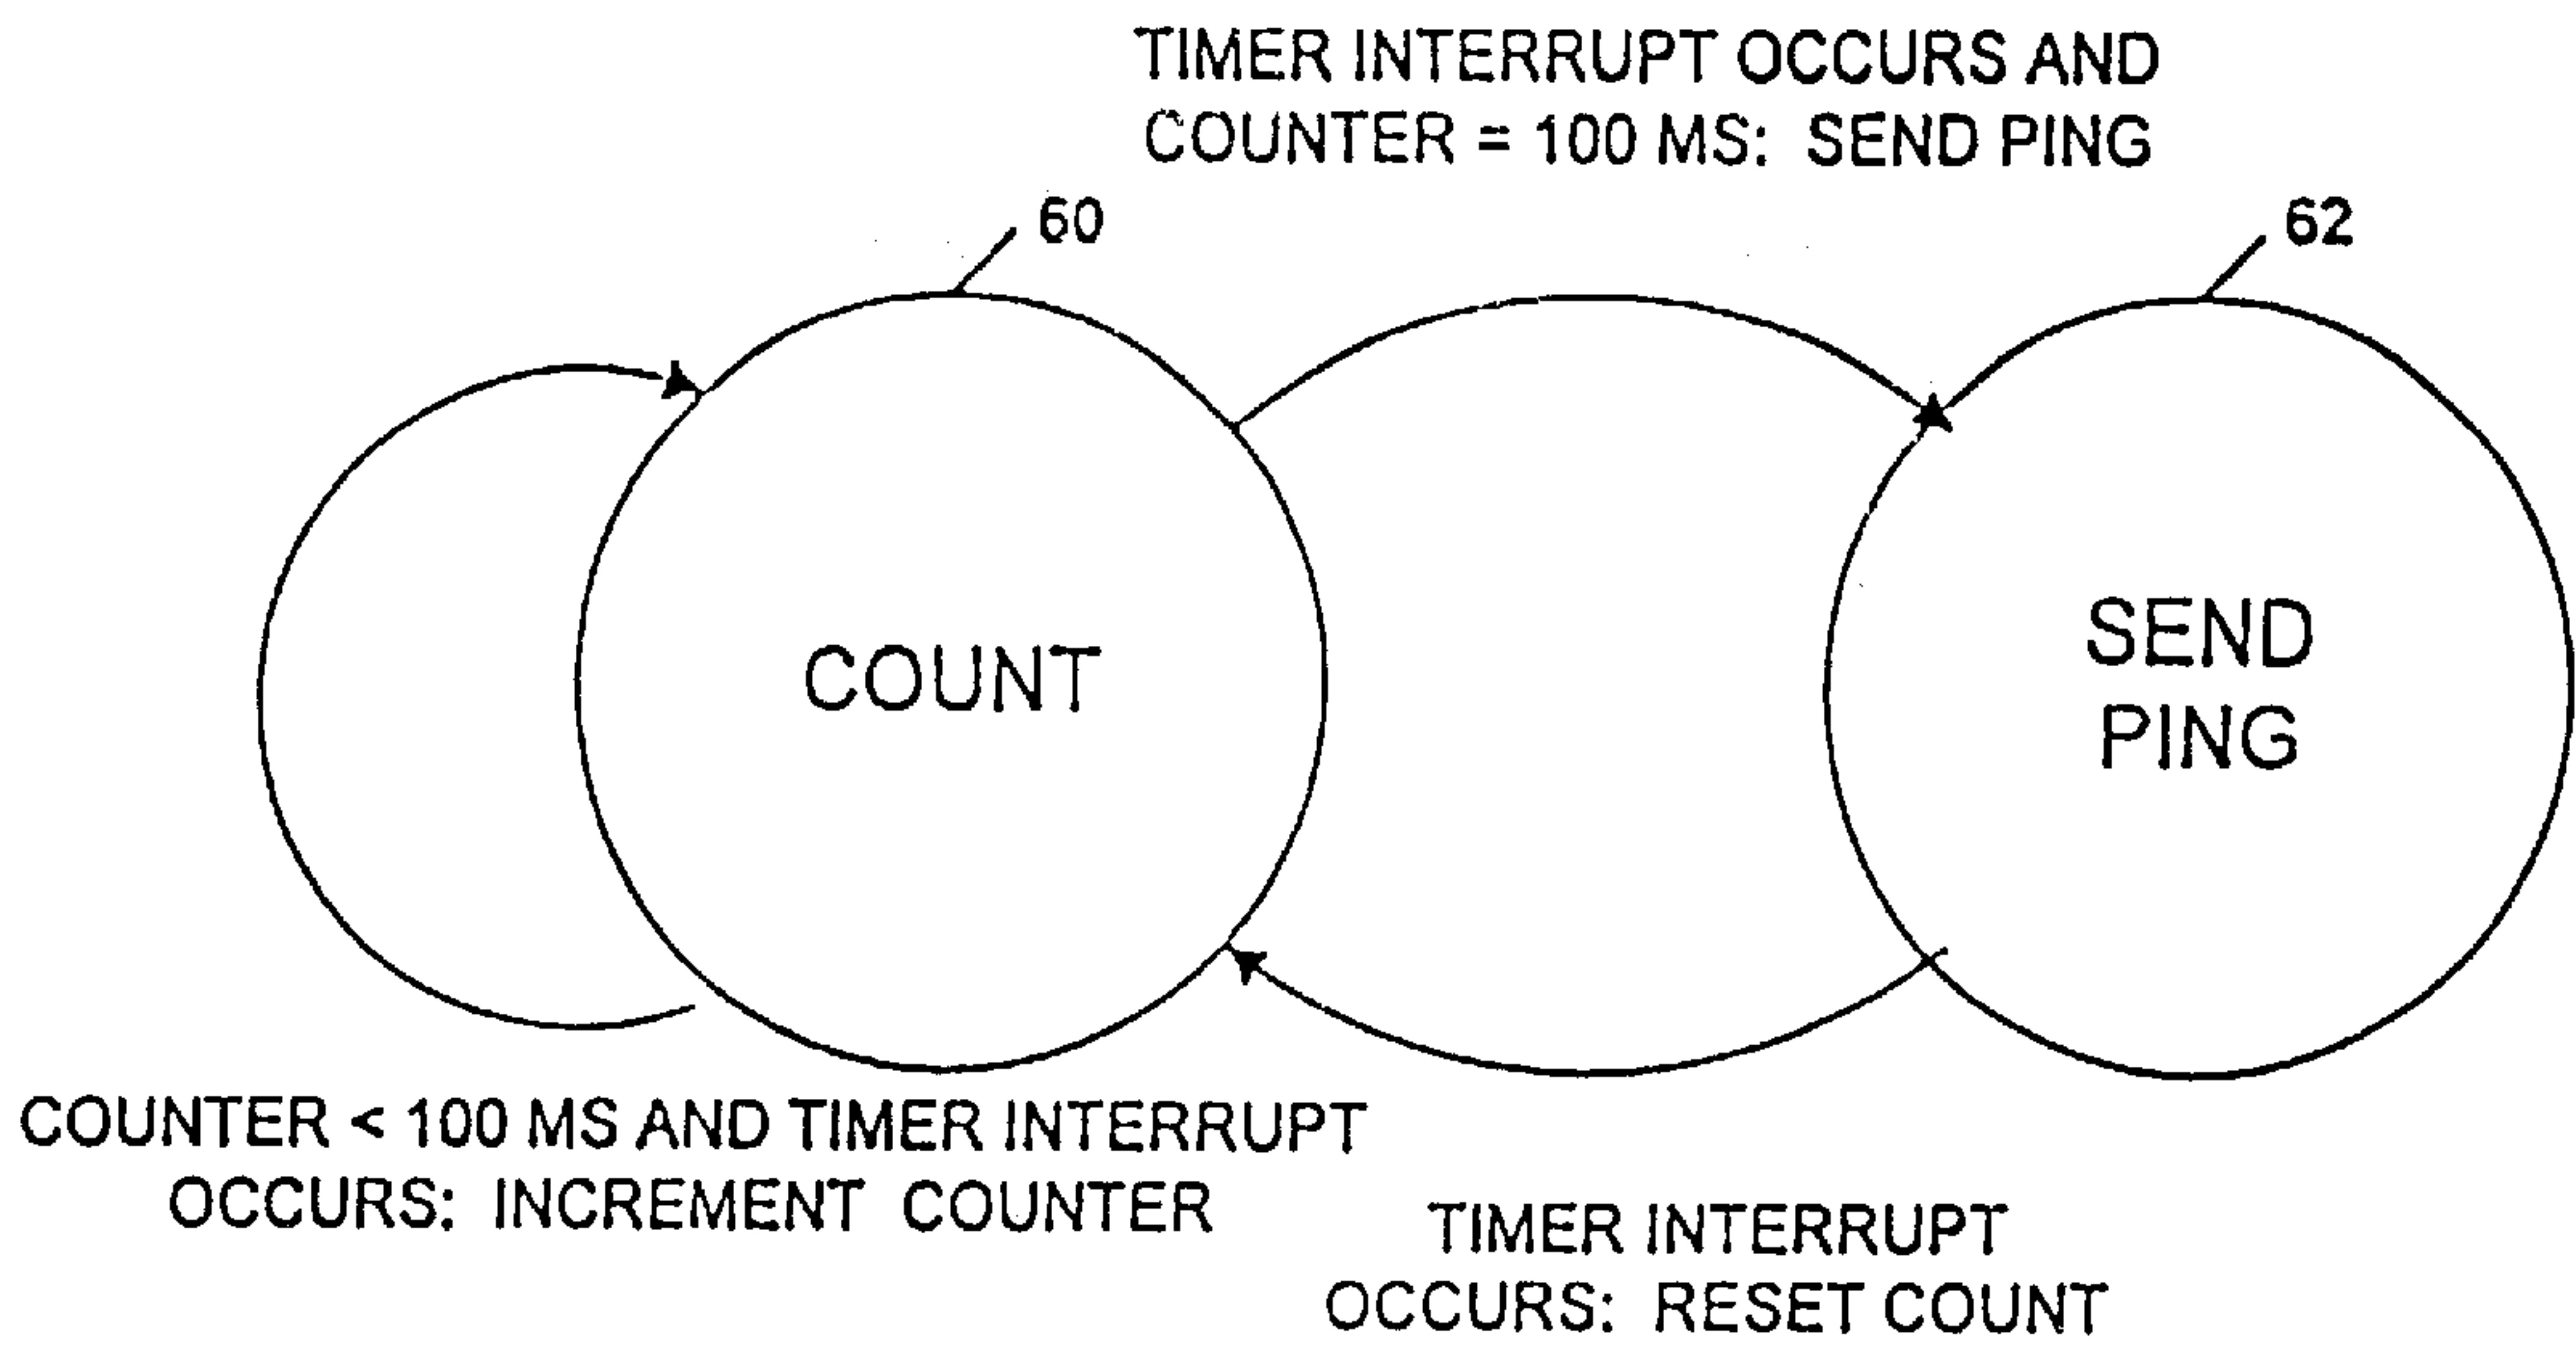 TIMER INTERRUPT OCCURS AND
COUNTER = 100 MS: SEND PING
60
62
COUNT
SEND
PING
COUNTER < 100 MS AND TIMER INTERRUPT
OCCURS: INCREMENT COUNTER
TIMER INTERRUPT
OCCURS: RESET COUNT